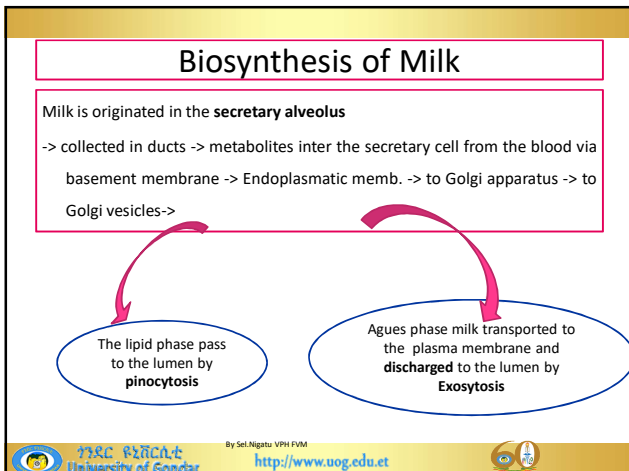 Biosynthesis of Milk
Milk is originated in the secretary alveolus
-> collected in ducts -> metabolites inter the secretary cell from the blood via
basement membrane -> Endoplasmatic memb. -> to Golgi apparatus -> to
Golgi vesicles->
The lipid phase pass
to the lumen by
pinocytosis
Agues phase milk transported to
the plasma membrane and
discharged to the lumen by
Exosytosis
By Sel.Nigatu VPH FVM
ጎንደር ዩኒቨርሲቲ
University of Gondar
http://www.uog.edu.et